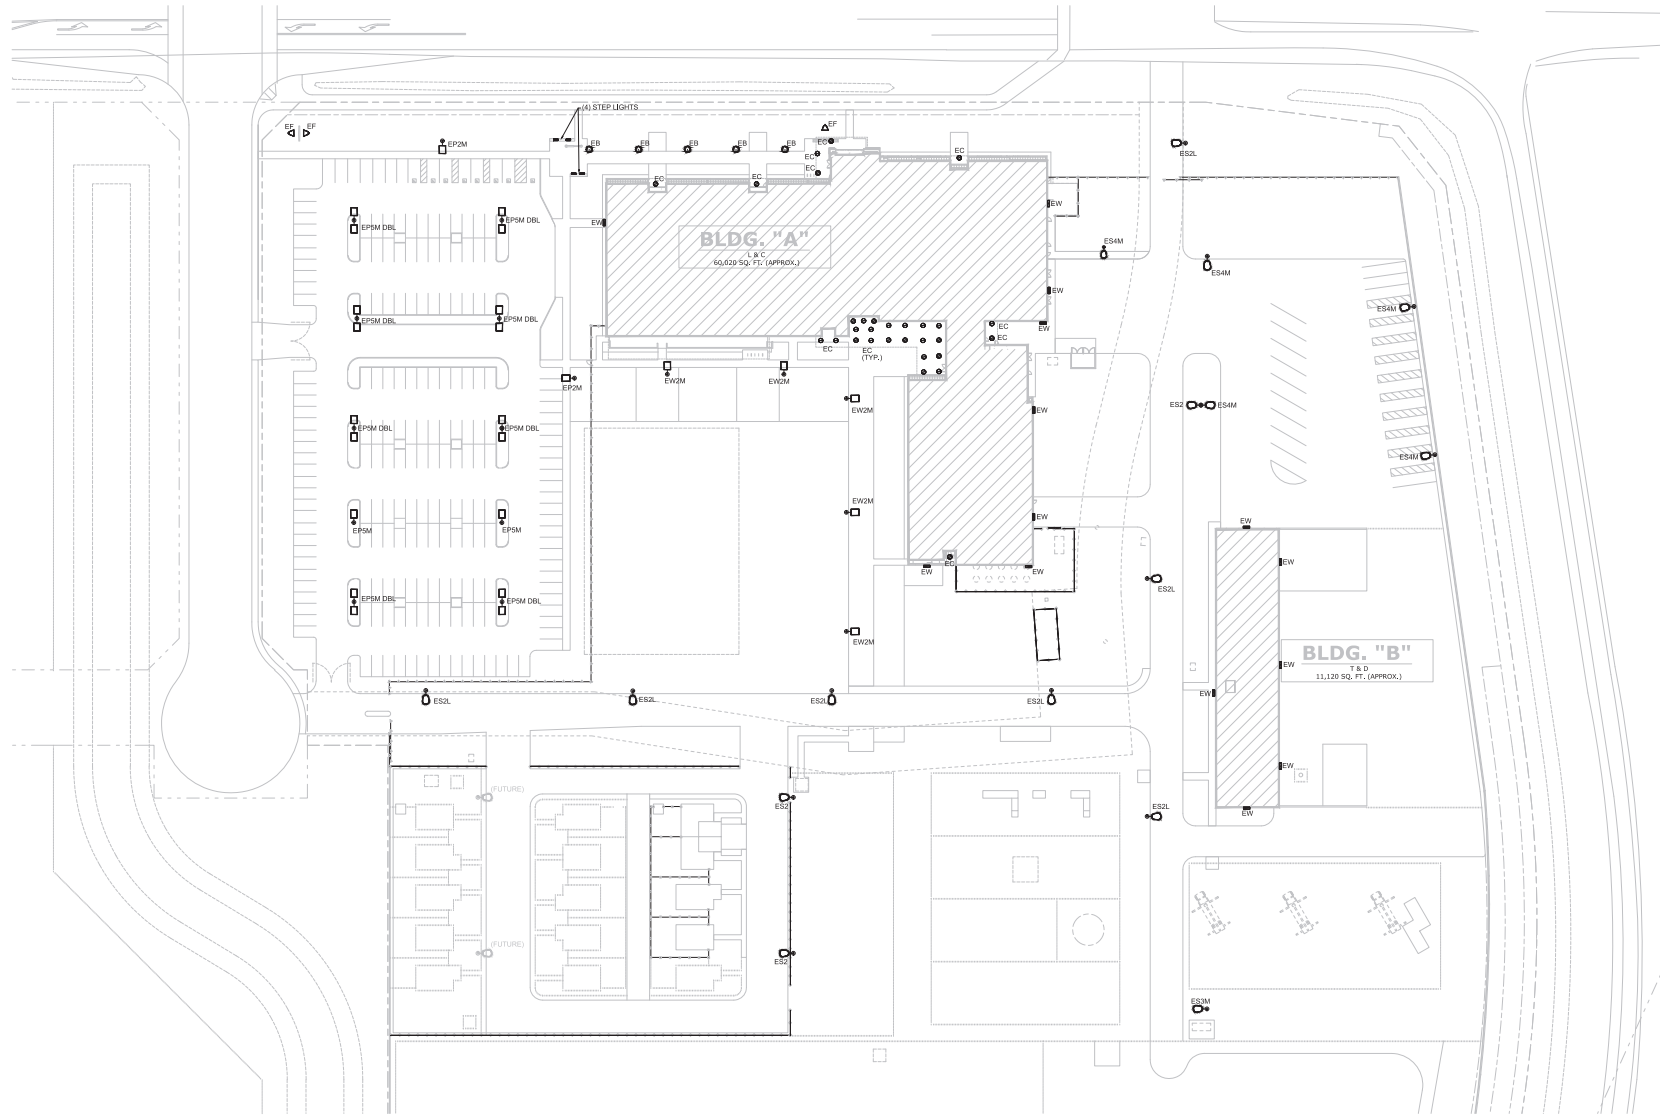 (4) STEP LIGHTS
EF
EF
EP2M
EB
EB
EB
EB
EB
EF
EC
EC
EC
EC
EC
EC
ES2L
EW
EP5M DBL
EP5M DBL
BLDG. "A"
L & C
60,020 SQ. FT. (APPROX.)
EW
ES4M
ES4M
EW
ES4M
EP5M DBL
EP5M DBL
EC
EC
(TYP.)
EC
EC
EW
EP2M
EW2M
EW2M
EW2M
EW
ES2
ES4M
EP5M DBL
EP5M DBL
ES4M
EW2M
EP5M
EP5M
EW
EW
EC
EW
EW
EW
ES2L
EP5M DBL
EP5M DBL
EW2M
BLDG. "B"
T & D
11,120 SQ. FT. (APPROX.)
EW
EW
ES2L
ES2L
ES2L
ES2L
EW
(FUTURE)
ES2
ES2L
EW
(FUTURE)
ES2
ES3M